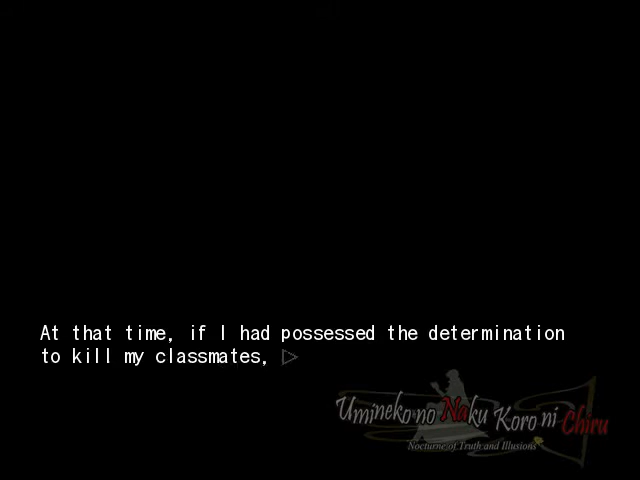 At that time, if I had possessed the determination
to kill my classmates,
Umineko no Naku Koro ni Chiru
Nocturne of Truth and Illusions